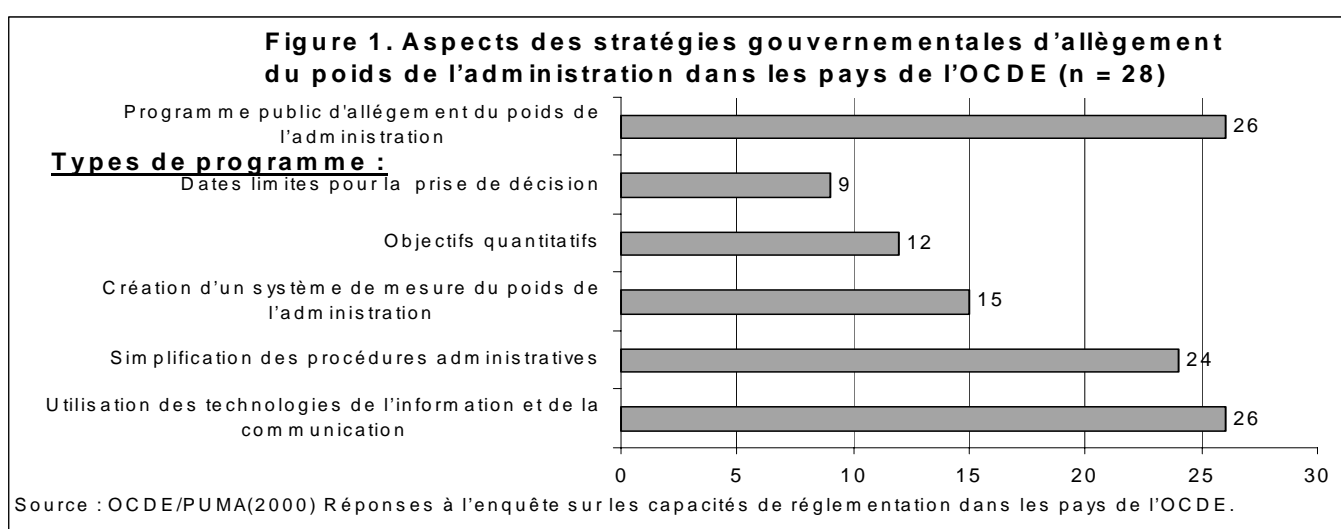 Figure 1. Aspects des stratégies gouvernementales d'allègement
du poids de l'administration dans les pays de l'OCDE (n = 28)
Programme public d'allégement du poids de
l'administration
26
Types de programme :
Dates limites pour la prise de décision
9
Objectifs quantitatifs
12
Création d'un système de mesure du poids de
l'administration
15
Simplification des procédures administratives
24
Utilisation des technologies de l'information et de la
communication
26
0 5 10 15 20 25 30
Source : OCDE/PUMA(2000) Réponses à l'enquête sur les capacités de réglementation dans les pays de l'OCDE.